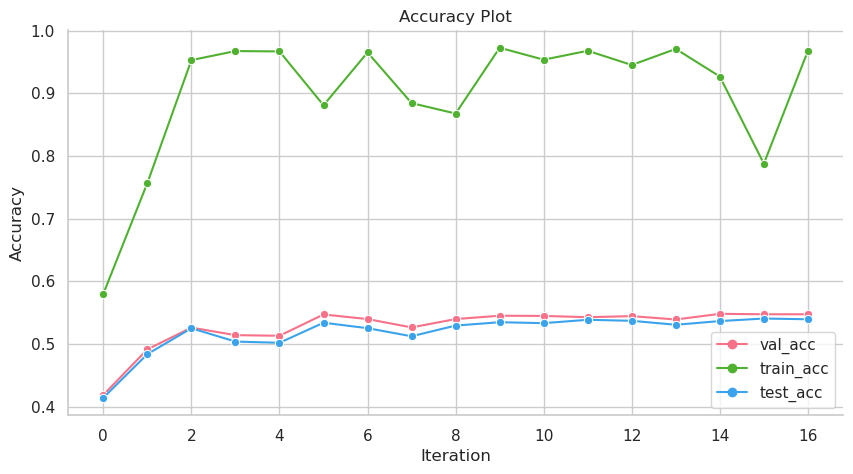 Accuracy Plot
1.0
0.9
0.8
0.7
0.6
0.5
0.4
Accuracy
0 2 4 6 8 10 12 14 16
Iteration
val_acc
train_acc
test_acc